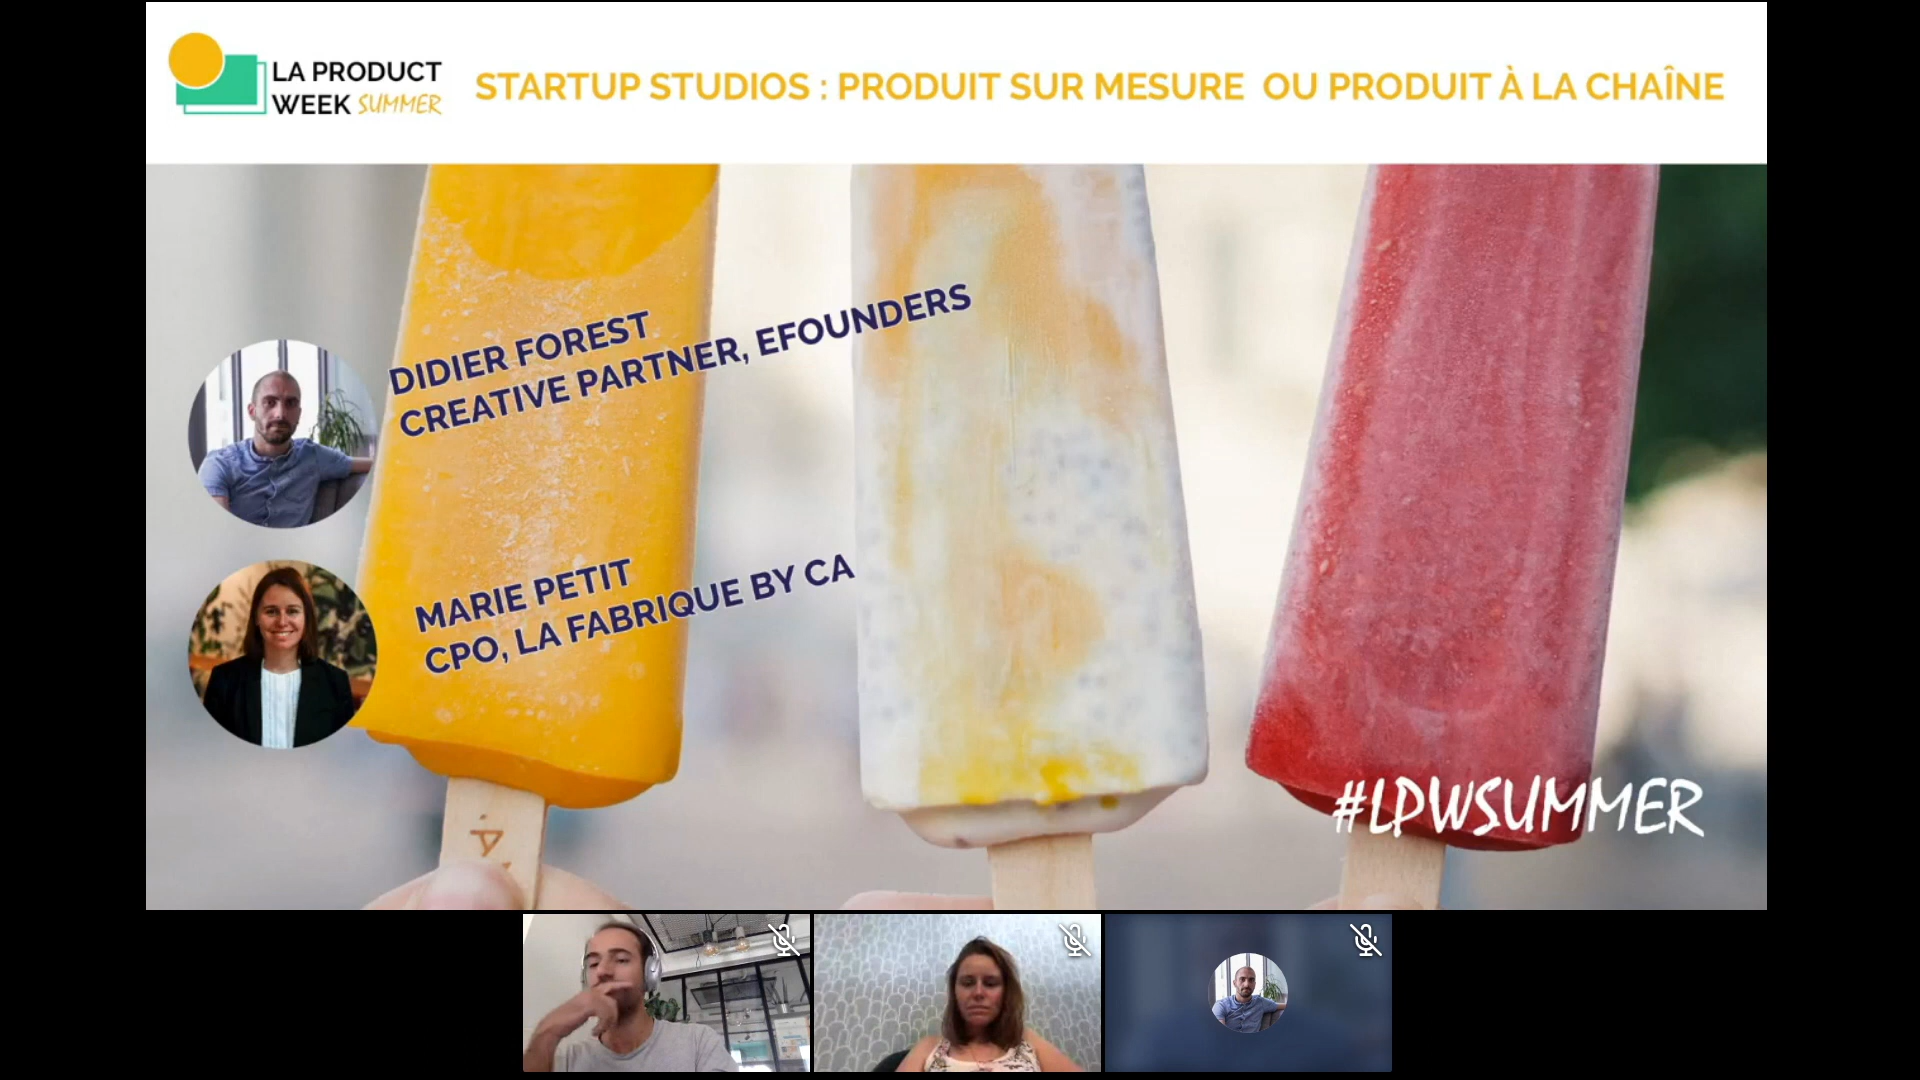 LA PRODUCT
WEEK SUMMER
STARTUP STUDIOS : PRODUIT SUR MESURE OU PRODUIT À LA CHAÎNE
DIDIER FOREST
CREATIVE PARTNER, EFOUNDERS
MARIE PETIT
CPO, LA FABRIQUE BY CA
#LPWSUMMER